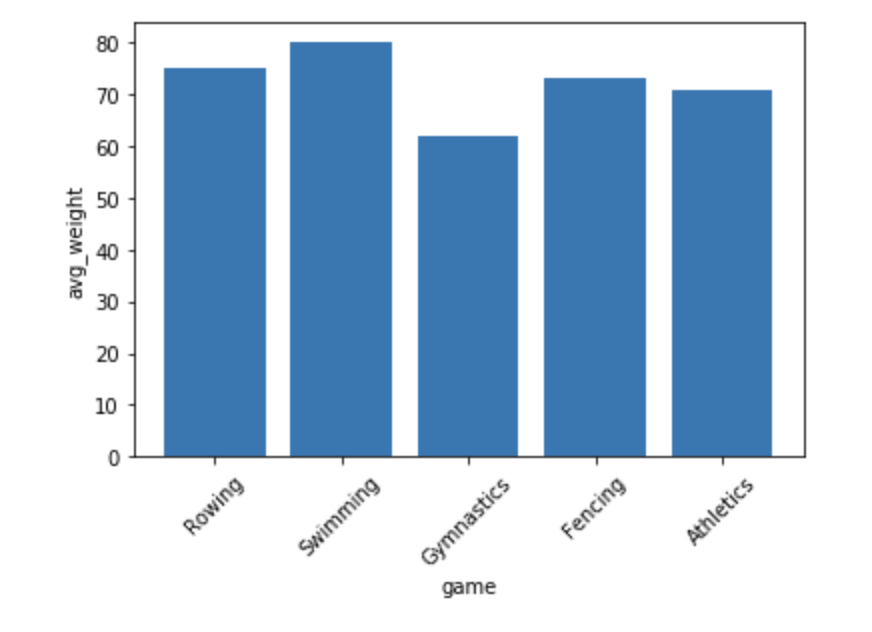 80
70
60
50
40
30
20
10
0
avg_weight
Rowing
Swimming
Gymnastics
Fencing
Athletics
game